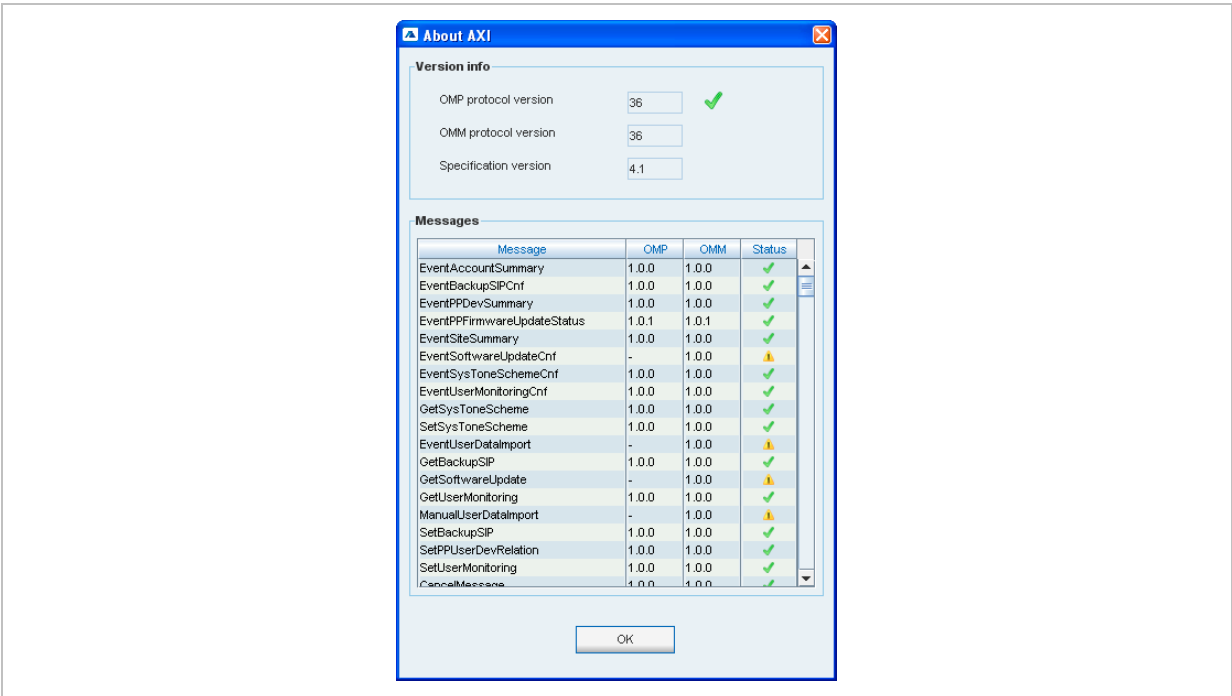 About AXI
Version info
OMP protocol version 36
OMM protocol version 36
Specification version 4.1
Messages
Message OMP OMM Status
EventAccountSummary 1.0.0 1.0.0
EventBackupSIPCnf 1.0.0 1.0.0
EventPPDevSummary 1.0.0 1.0.0
EventPPFirmwareUpdateStatus 1.0.1 1.0.1
EventSiteSummary 1.0.0 1.0.0
EventSoftwareUpdateCnf - 1.0.0
EventSysToneSchemeCnf 1.0.0 1.0.0
EventUserMonitoringCnf 1.0.0 1.0.0
GetSysToneScheme 1.0.0 1.0.0
SetSysToneScheme 1.0.0 1.0.0
EventUserDataImport - 1.0.0
GetBackupSIP 1.0.0 1.0.0
GetSoftwareUpdate - 1.0.0
GetUserMonitoring 1.0.0 1.0.0
ManualUserDataImport - 1.0.0
SetBackupSIP 1.0.0 1.0.0
SetPPUserDevRelation 1.0.0 1.0.0
SetUserMonitoring 1.0.0 1.0.0
CancelMessage 1.0.0 1.0.0
OK